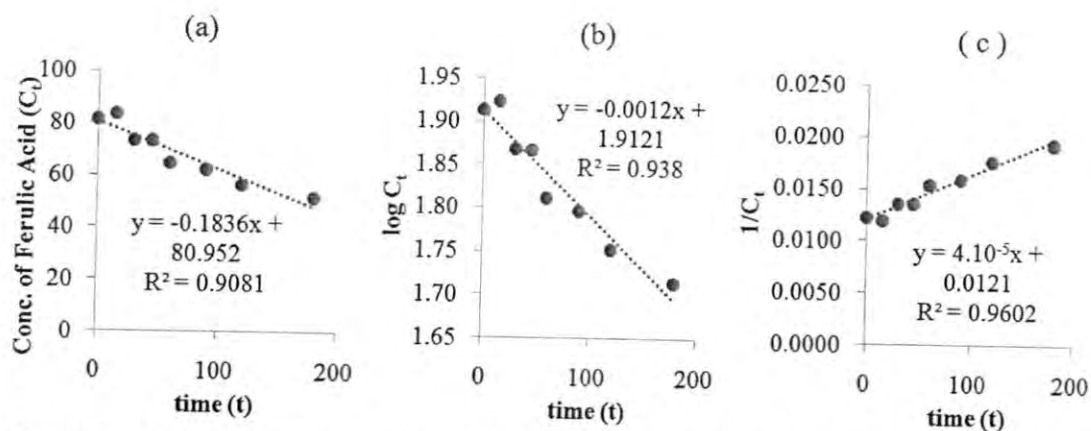 (a)
Conc. of Ferulic Acid (Cₜ)
100
80
60
40
20
0
y = -0.1836x +
80.952
R² = 0.9081
0 100 200
time (t)
(b)
log Cₜ
1.95
1.90
1.85
1.80
1.75
1.70
1.65
y = -0.0012x +
1.9121
R² = 0.938
0 100 200
time (t)
( c )
1/Cₜ
0.0250
0.0200
0.0150
0.0100
0.0050
0.0000
y = 4.10⁻⁵x +
0.0121
R² = 0.9602
0 100 200
time (t)